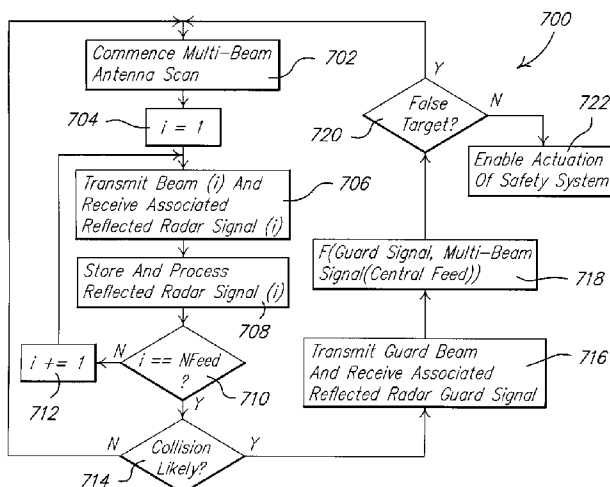 700
Commence Multi-Beam
Antenna Scan
702
704
i = 1
Transmit Beam (i) And
Receive Associated
Reflected Radar Signal (i)
706
Store And Process
Reflected Radar Signal (i)
708
i += 1
712
N
i == NFeed
?
710
Y
N
Collision
Likely?
714
Y
Transmit Guard Beam
And Receive Associated
Reflected Radar Guard Signal
716
F(Guard Signal, Multi-Beam
Signal(Central Feed))
718
Y
False
Target?
720
N
722
Enable Actuation
Of Safety System